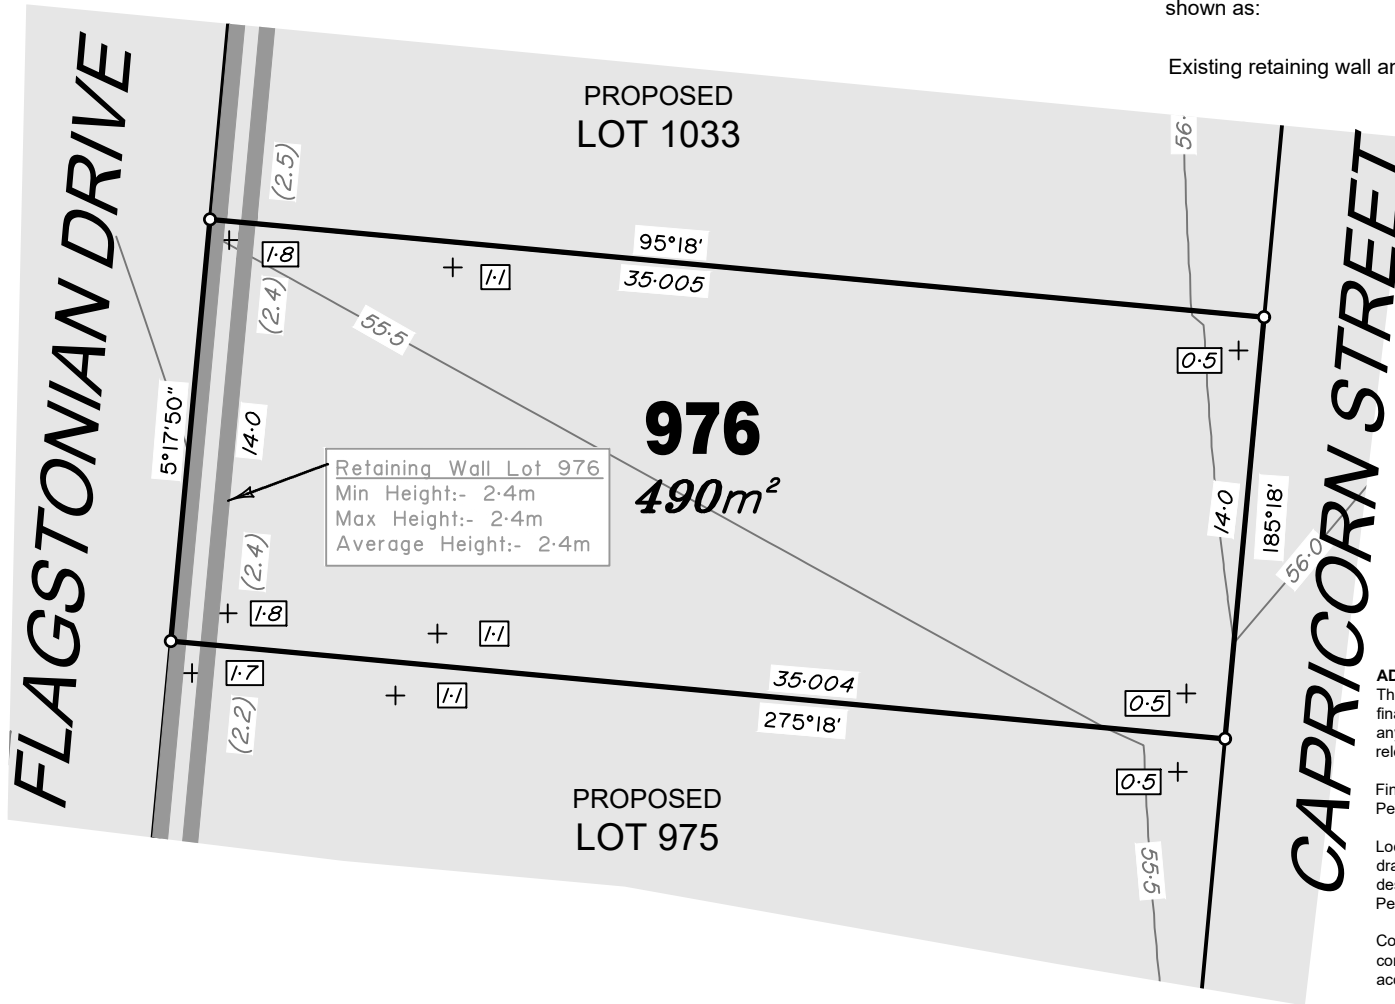 shown as:
Existing retaining wall
PROPOSED
LOT 1033
FLAGSTONIAN DRIVE
CAPRICORN STREET
(2.5)
56·
95°18'
35·005
1·8
1·1
(2.4)
55·5
0·5
976
490m²
5°17'50"
14·0
Retaining Wall Lot 976
Min Height:- 2·4m
Max Height:- 2·4m
Average Height:- 2·4m
14·0
185°18'
56·0
(2.4)
1·8
1·1
1·7
1·1
(2.2)
35·004
275°18'
0·5
0·5
PROPOSED
LOT 975
55·5